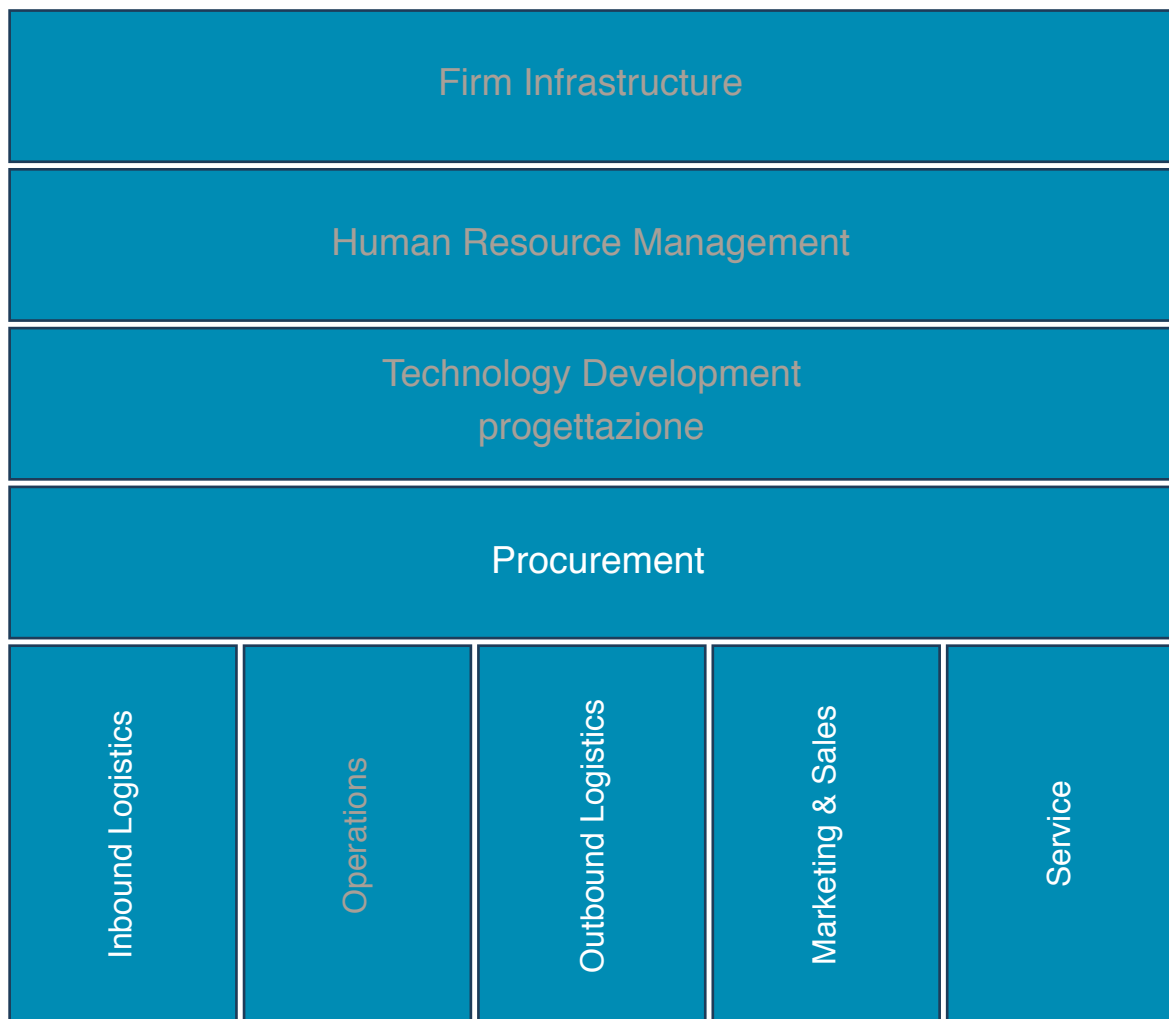 Firm Infrastructure
Human Resource Management
Technology Development
progettazione
Procurement
Inbound Logistics
Operations
Outbound Logistics
Marketing & Sales
Service